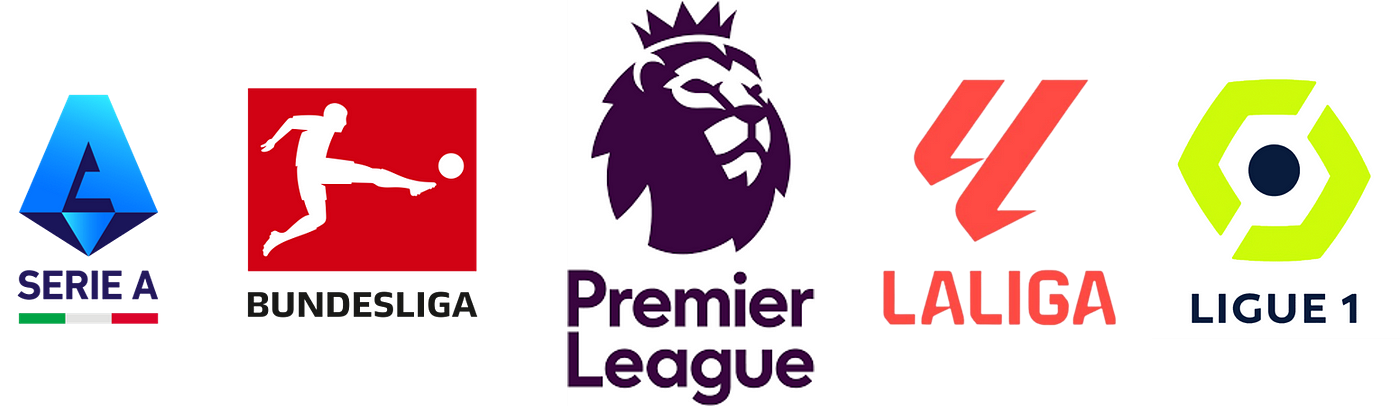 SERIE A
BUNDESLIGA
Premier
League
LALIGA
LIGUE 1